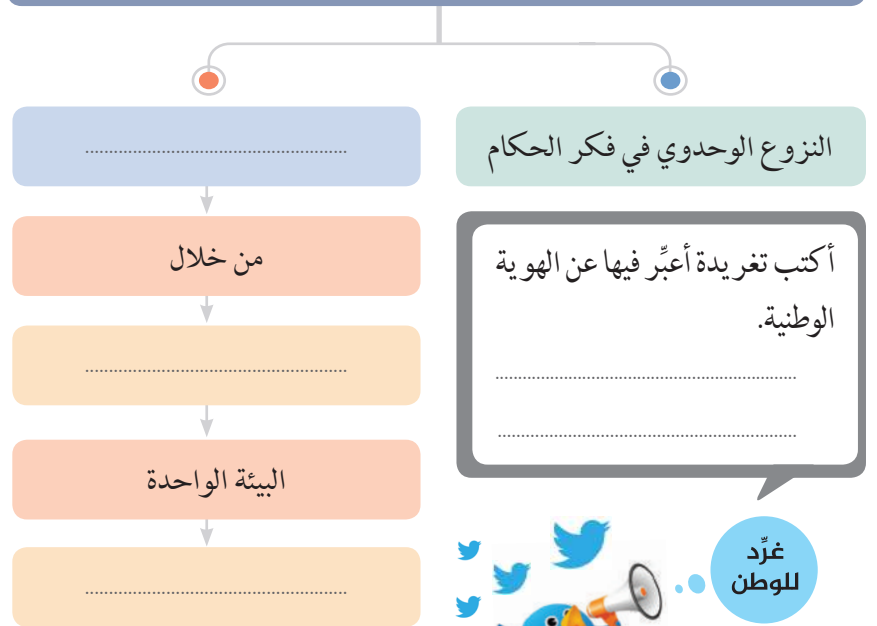 النزوع الوحدوي في فكر الحكام
أكتب تغريدة أعبِّر فيها عن الهوية
الوطنية.
................................................................
................................................................
غرِّد
للوطن
........................................................
من خلال
........................................................
البيئة الواحدة
........................................................